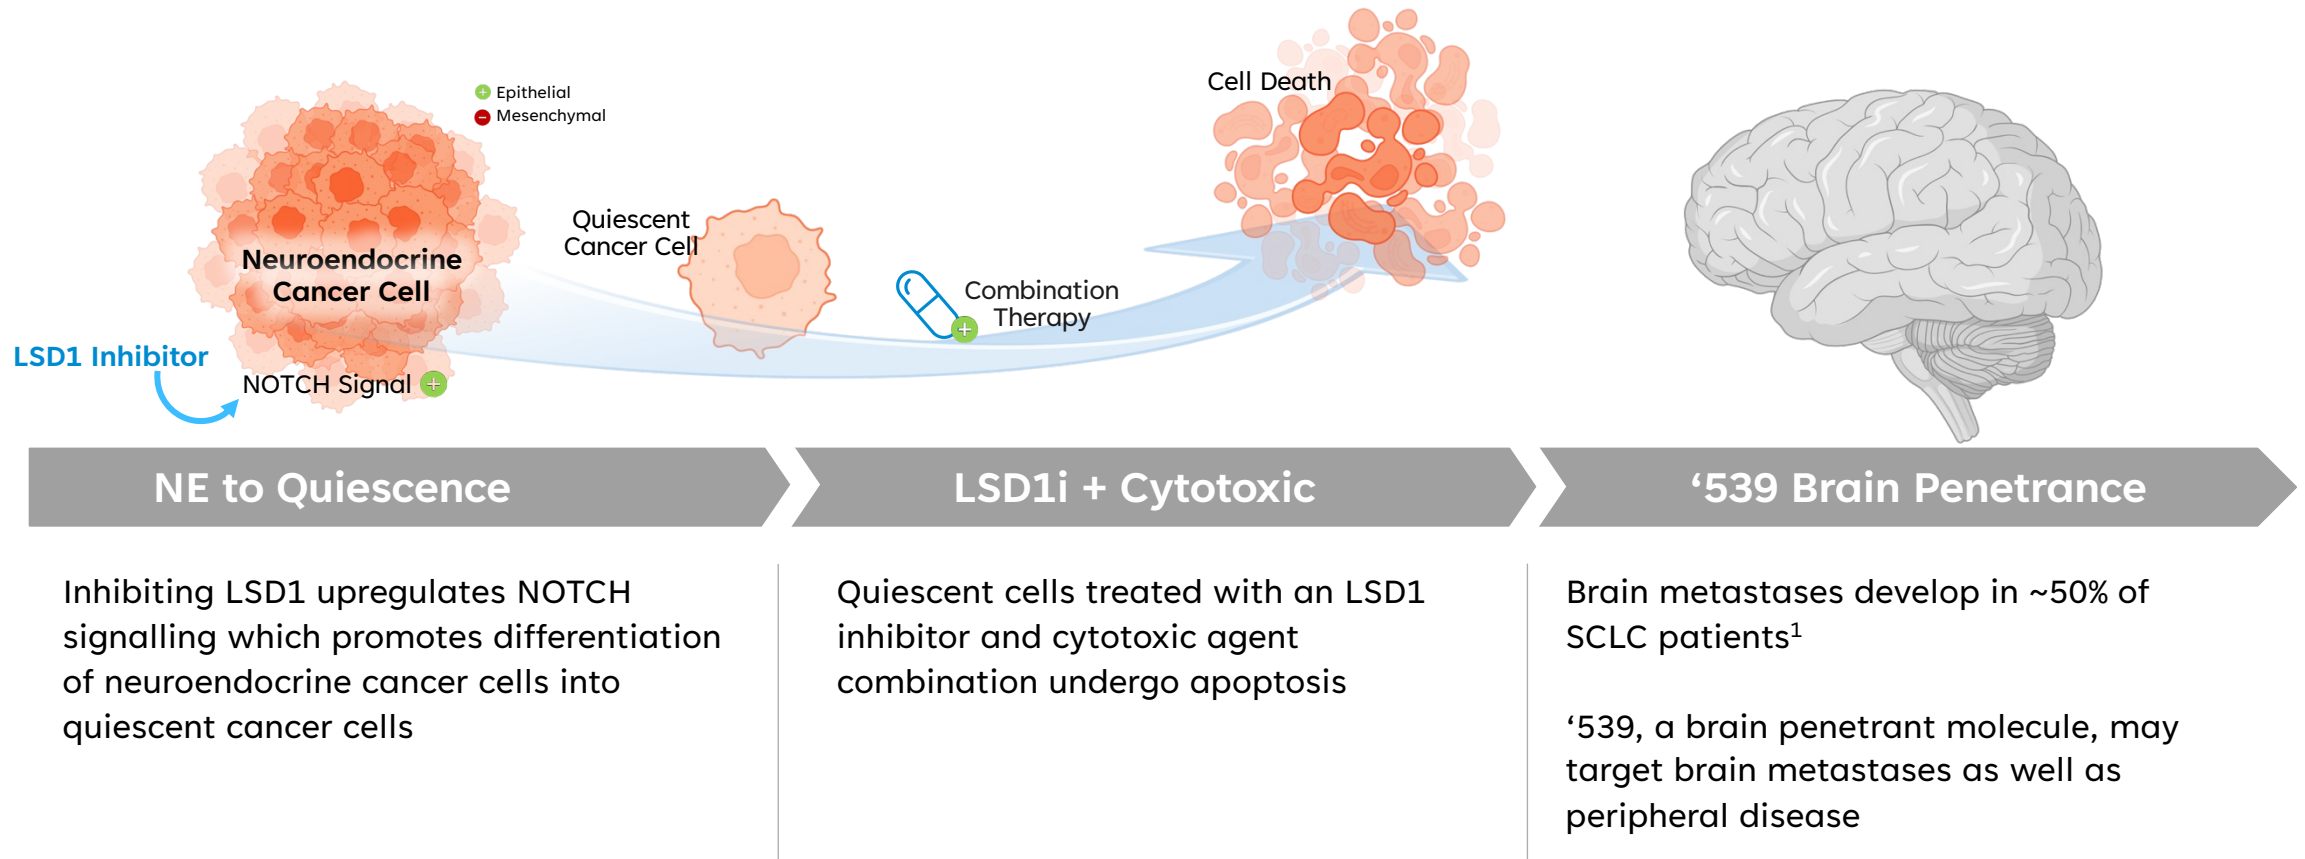 Epithelial
Mesenchymal
Cell Death
Quiescent
Cancer Cell
Neuroendocrine
Cancer Cell
Combination
Therapy
LSD1 Inhibitor
NOTCH Signal
NE to Quiescence
LSD1i + Cytotoxic
‘539 Brain Penetrance
Inhibiting LSD1 upregulates NOTCH
signalling which promotes differentiation
of neuroendocrine cancer cells into
quiescent cancer cells
Quiescent cells treated with an LSD1
inhibitor and cytotoxic agent
combination undergo apoptosis
Brain metastases develop in ~50% of
SCLC patients¹
‘539, a brain penetrant molecule, may
target brain metastases as well as
peripheral disease